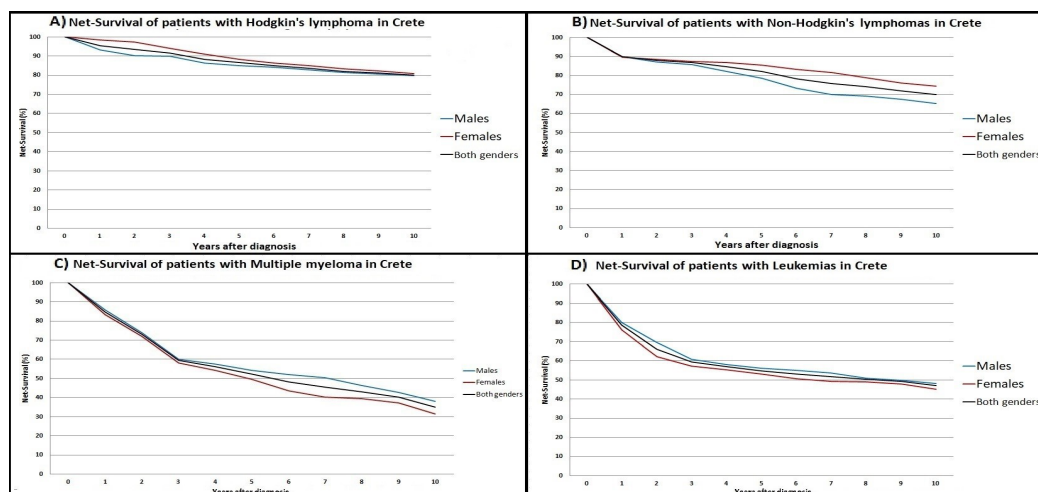 A) Net-Survival of patients with Hodgkin's lymphoma in Crete
Net-Survival(%)
100
90
80
70
60
50
40
30
20
10
0
0 1 2 3 4 5 6 7 8 9 10
Years after diagnosis
Males
Females
Both genders
B) Net-Survival of patients with Non-Hodgkin's lymphomas in Crete
Net-Survival(%)
100
90
80
70
60
50
40
30
20
10
0
0 1 2 3 4 5 6 7 8 9 10
Years after diagnosis
Males
Females
Both genders
C) Net-Survival of patients with Multiple myeloma in Crete
Net-Survival(%)
100
90
80
70
60
50
40
30
20
10
0
0 1 2 3 4 5 6 7 8 9 10
Years after diagnosis
Males
Females
Both genders
D) Net-Survival of patients with Leukemias in Crete
Net-Survival(%)
100
90
80
70
60
50
40
30
20
10
0
0 1 2 3 4 5 6 7 8 9 10
Years after diagnosis
Males
Females
Both genders